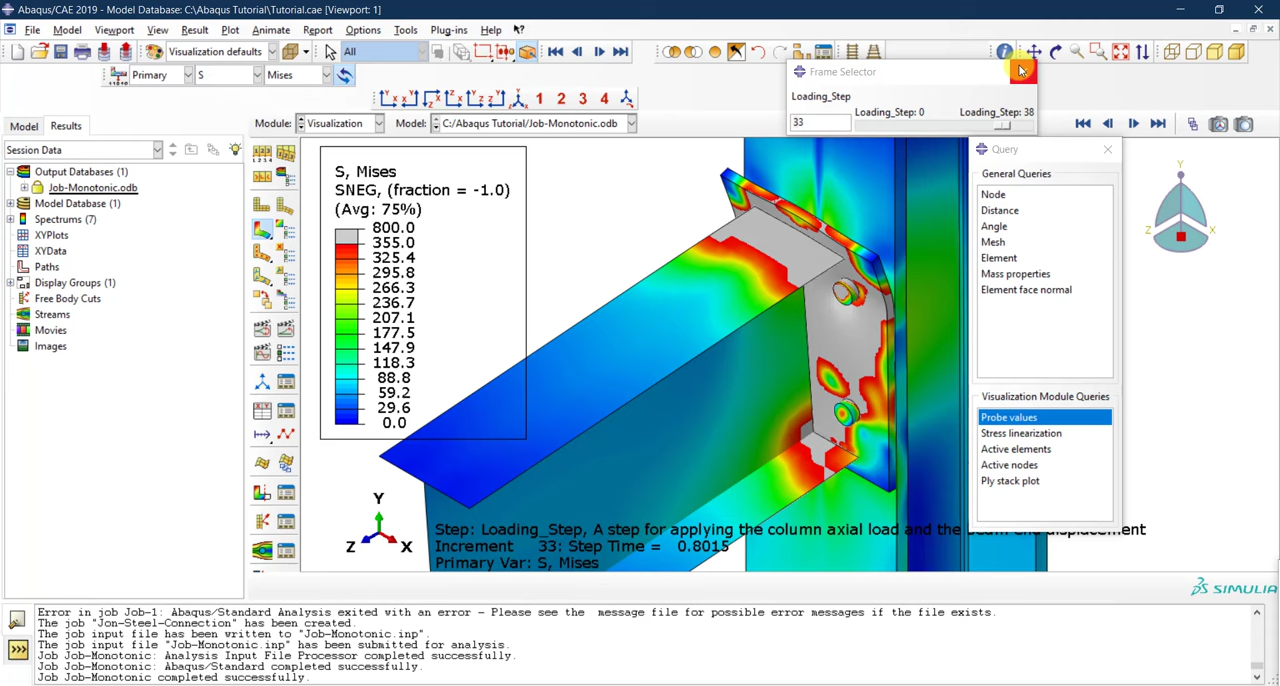 Abaqus/CAE 2019 - Model Database: C:\Abaqus Tutorial\Tutorial.cae [Viewport: 1]
File Model Viewport View Result Plot Animate Report Options Tools Plug-ins Help
Visualization defaults All
Primary S Mises
Frame Selector
Loading_Step
Loading_Step: 0 Loading_Step: 38
33
1 2 3 4
Model Results
Module: Visualization Model: C:/Abaqus Tutorial/Job-Monotonic.odb
Session Data
Output Databases (1)
Job-Monotonic.odb
Model Database (1)
Spectrums (7)
XYPlots
XYData
Paths
Display Groups (1)
Free Body Cuts
Streams
Movies
Images
S, Mises
SNEG, (fraction = -1.0)
(Avg: 75%)
800.0
355.0
325.4
295.8
266.3
236.7
207.1
177.5
147.9
118.3
88.8
59.2
29.6
0.0
Query
General Queries
Node
Distance
Angle
Mesh
Element
Mass properties
Element face normal
Visualization Module Queries
Probe values
Stress linearization
Active elements
Active nodes
Ply stack plot
Y
Z X
Y
Z X
Step: Loading_Step, A step for applying the column axial load and the beam end displacement
Increment 33: Step Time = 0.8015
Primary Var: S, Mises
SIMULIA
Error in job Job-1: Abaqus/Standard Analysis exited with an error - Please see the message file for possible error messages if the file exists.
The job "Jon-Steel-Connection" has been created.
The job input file has been written to "Job-Monotonic.inp".
The job input file "Job-Monotonic.inp" has been submitted for analysis.
Job Job-Monotonic: Analysis Input File Processor completed successfully.
Job Job-Monotonic: Abaqus/Standard completed successfully.
Job Job-Monotonic completed successfully.